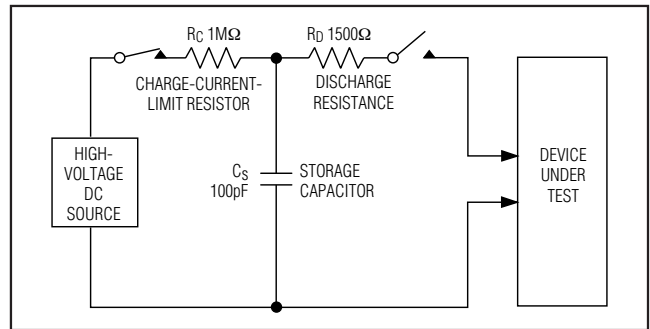 RC 1MΩ
CHARGE-CURRENT-
LIMIT RESISTOR
RD 1500Ω
DISCHARGE
RESISTANCE
HIGH-
VOLTAGE
DC
SOURCE
CS
100pF
STORAGE
CAPACITOR
DEVICE
UNDER
TEST